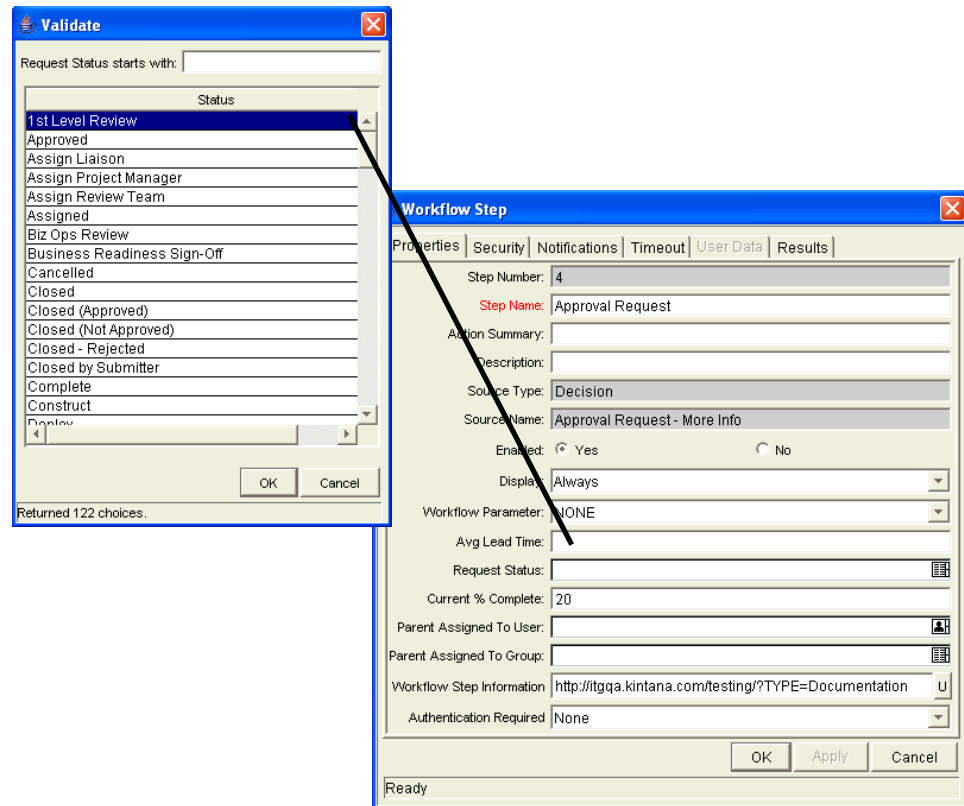 Validate
Request Status starts with:
Status
1st Level Review
Approved
Assign Liaison
Assign Project Manager
Assign Review Team
Assigned
Biz Ops Review
Business Readiness Sign-Off
Cancelled
Closed
Closed (Approved)
Closed (Not Approved)
Closed - Rejected
Closed by Submitter
Complete
Construct
Deploy
OK Cancel
Returned 122 choices.
Workflow Step
Properties Security Notifications Timeout User Data Results
Step Number: 4
Step Name: Approval Request
Action Summary:
Description:
Source Type: Decision
Source Name: Approval Request - More Info
Enabled: Yes No
Display: Always
Workflow Parameter: NONE
Avg Lead Time:
Request Status:
Current % Complete: 20
Parent Assigned To User:
Parent Assigned To Group:
Workflow Step Information http://itgqa.kintana.com/testing/?TYPE=Documentation U
Authentication Required None
OK Apply Cancel
Ready